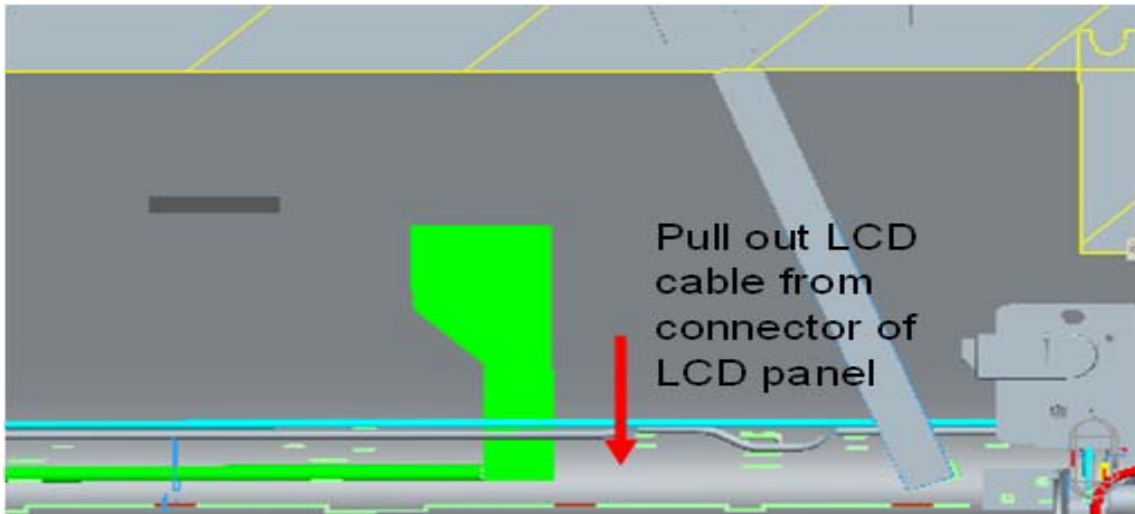 Pull out LCD
cable from
connector of
LCD panel